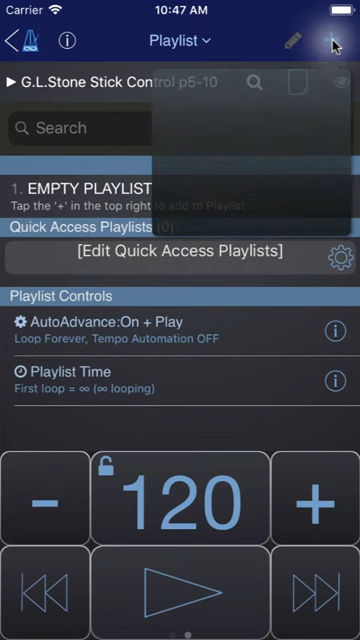 Carrier 10:47 AM
Playlist
G.L.Stone Stick Control p5-10
Search
1. EMPTY PLAYLIST
Tap the '+' in the top right to add to Playlist
Quick Access Playlists (0)
[Edit Quick Access Playlists]
Playlist Controls
AutoAdvance:On + Play
Loop Forever, Tempo Automation OFF
Playlist Time
First loop = ∞ (∞ looping)
- 120 +